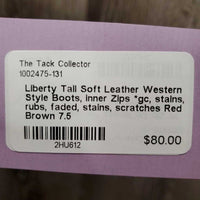 The Tack Collector
1002475-131
Liberty Tall Soft Leather Western
Style Boots, inner Zips *gc, stains,
rubs, faded, stains, scratches Red
Brown 7.5
2HU612
$80.00